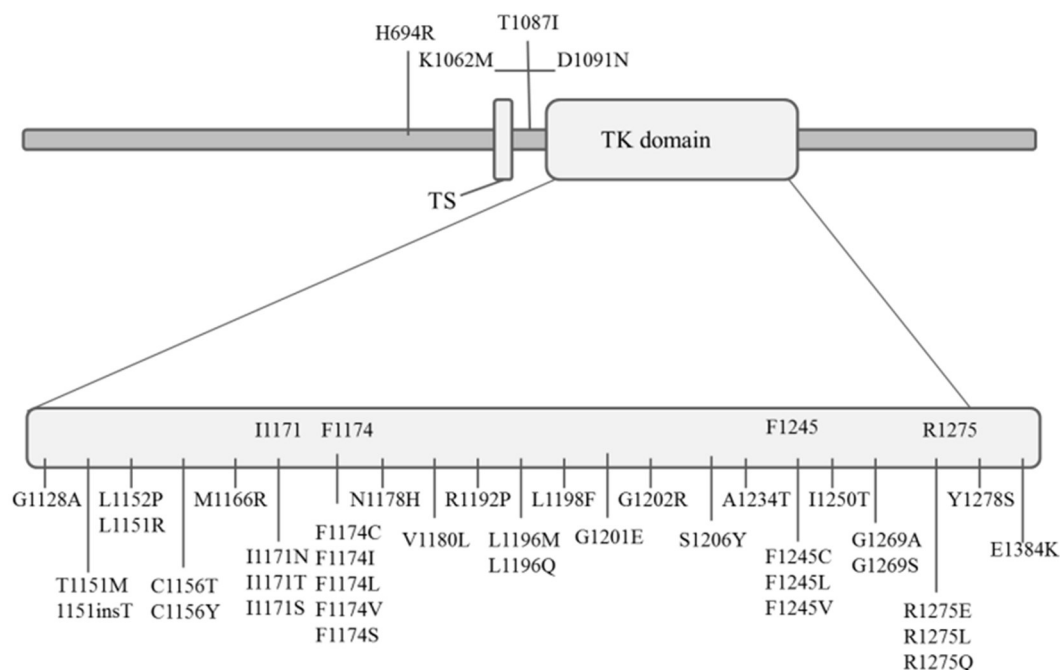 T1087I
H694R
K1062M
D1091N
TK domain
TS
I1171
F1174
F1245
R1275
G1128A
T1151M
1151insT
L1152P
L1151R
C1156T
C1156Y
M1166R
I1171N
I1171T
I1171S
F1174C
F1174I
F1174L
F1174V
F1174S
N1178H
V1180L
R1192P
L1196M
L1196Q
L1198F
G1201E
G1202R
S1206Y
A1234T
F1245C
F1245L
F1245V
I1250T
G1269A
G1269S
R1275E
R1275L
R1275Q
Y1278S
E1384K